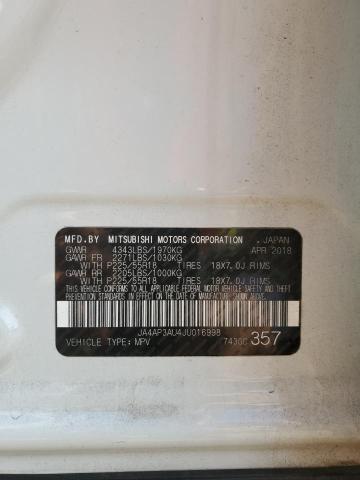 MFD.BY MITSUBISHI MOTORS CORPORATION , JAPAN
GVWR 4343LBS/1970KG APR 2018
GAWR FR 2271LBS/1030KG
WITH P225/55R18 TIRES 18X7.0J RIMS
GAWR RR 2205LBS/1000KG
WITH P225/55R18 TIRES 18X7.0J RIMS
THIS VEHICLE CONFORMS TO ALL APPLICABLE FEDERAL
MOTOR VEHICLE SAFETY, BUMPER, AND THEFT PREVENTION
STANDARDS IN EFFECT ON THE DATE OF MANUFACTURE
SHOWN ABOVE.
JA4AP3AU4JU016998
VEHICLE TYPE: MPV 7430C 357